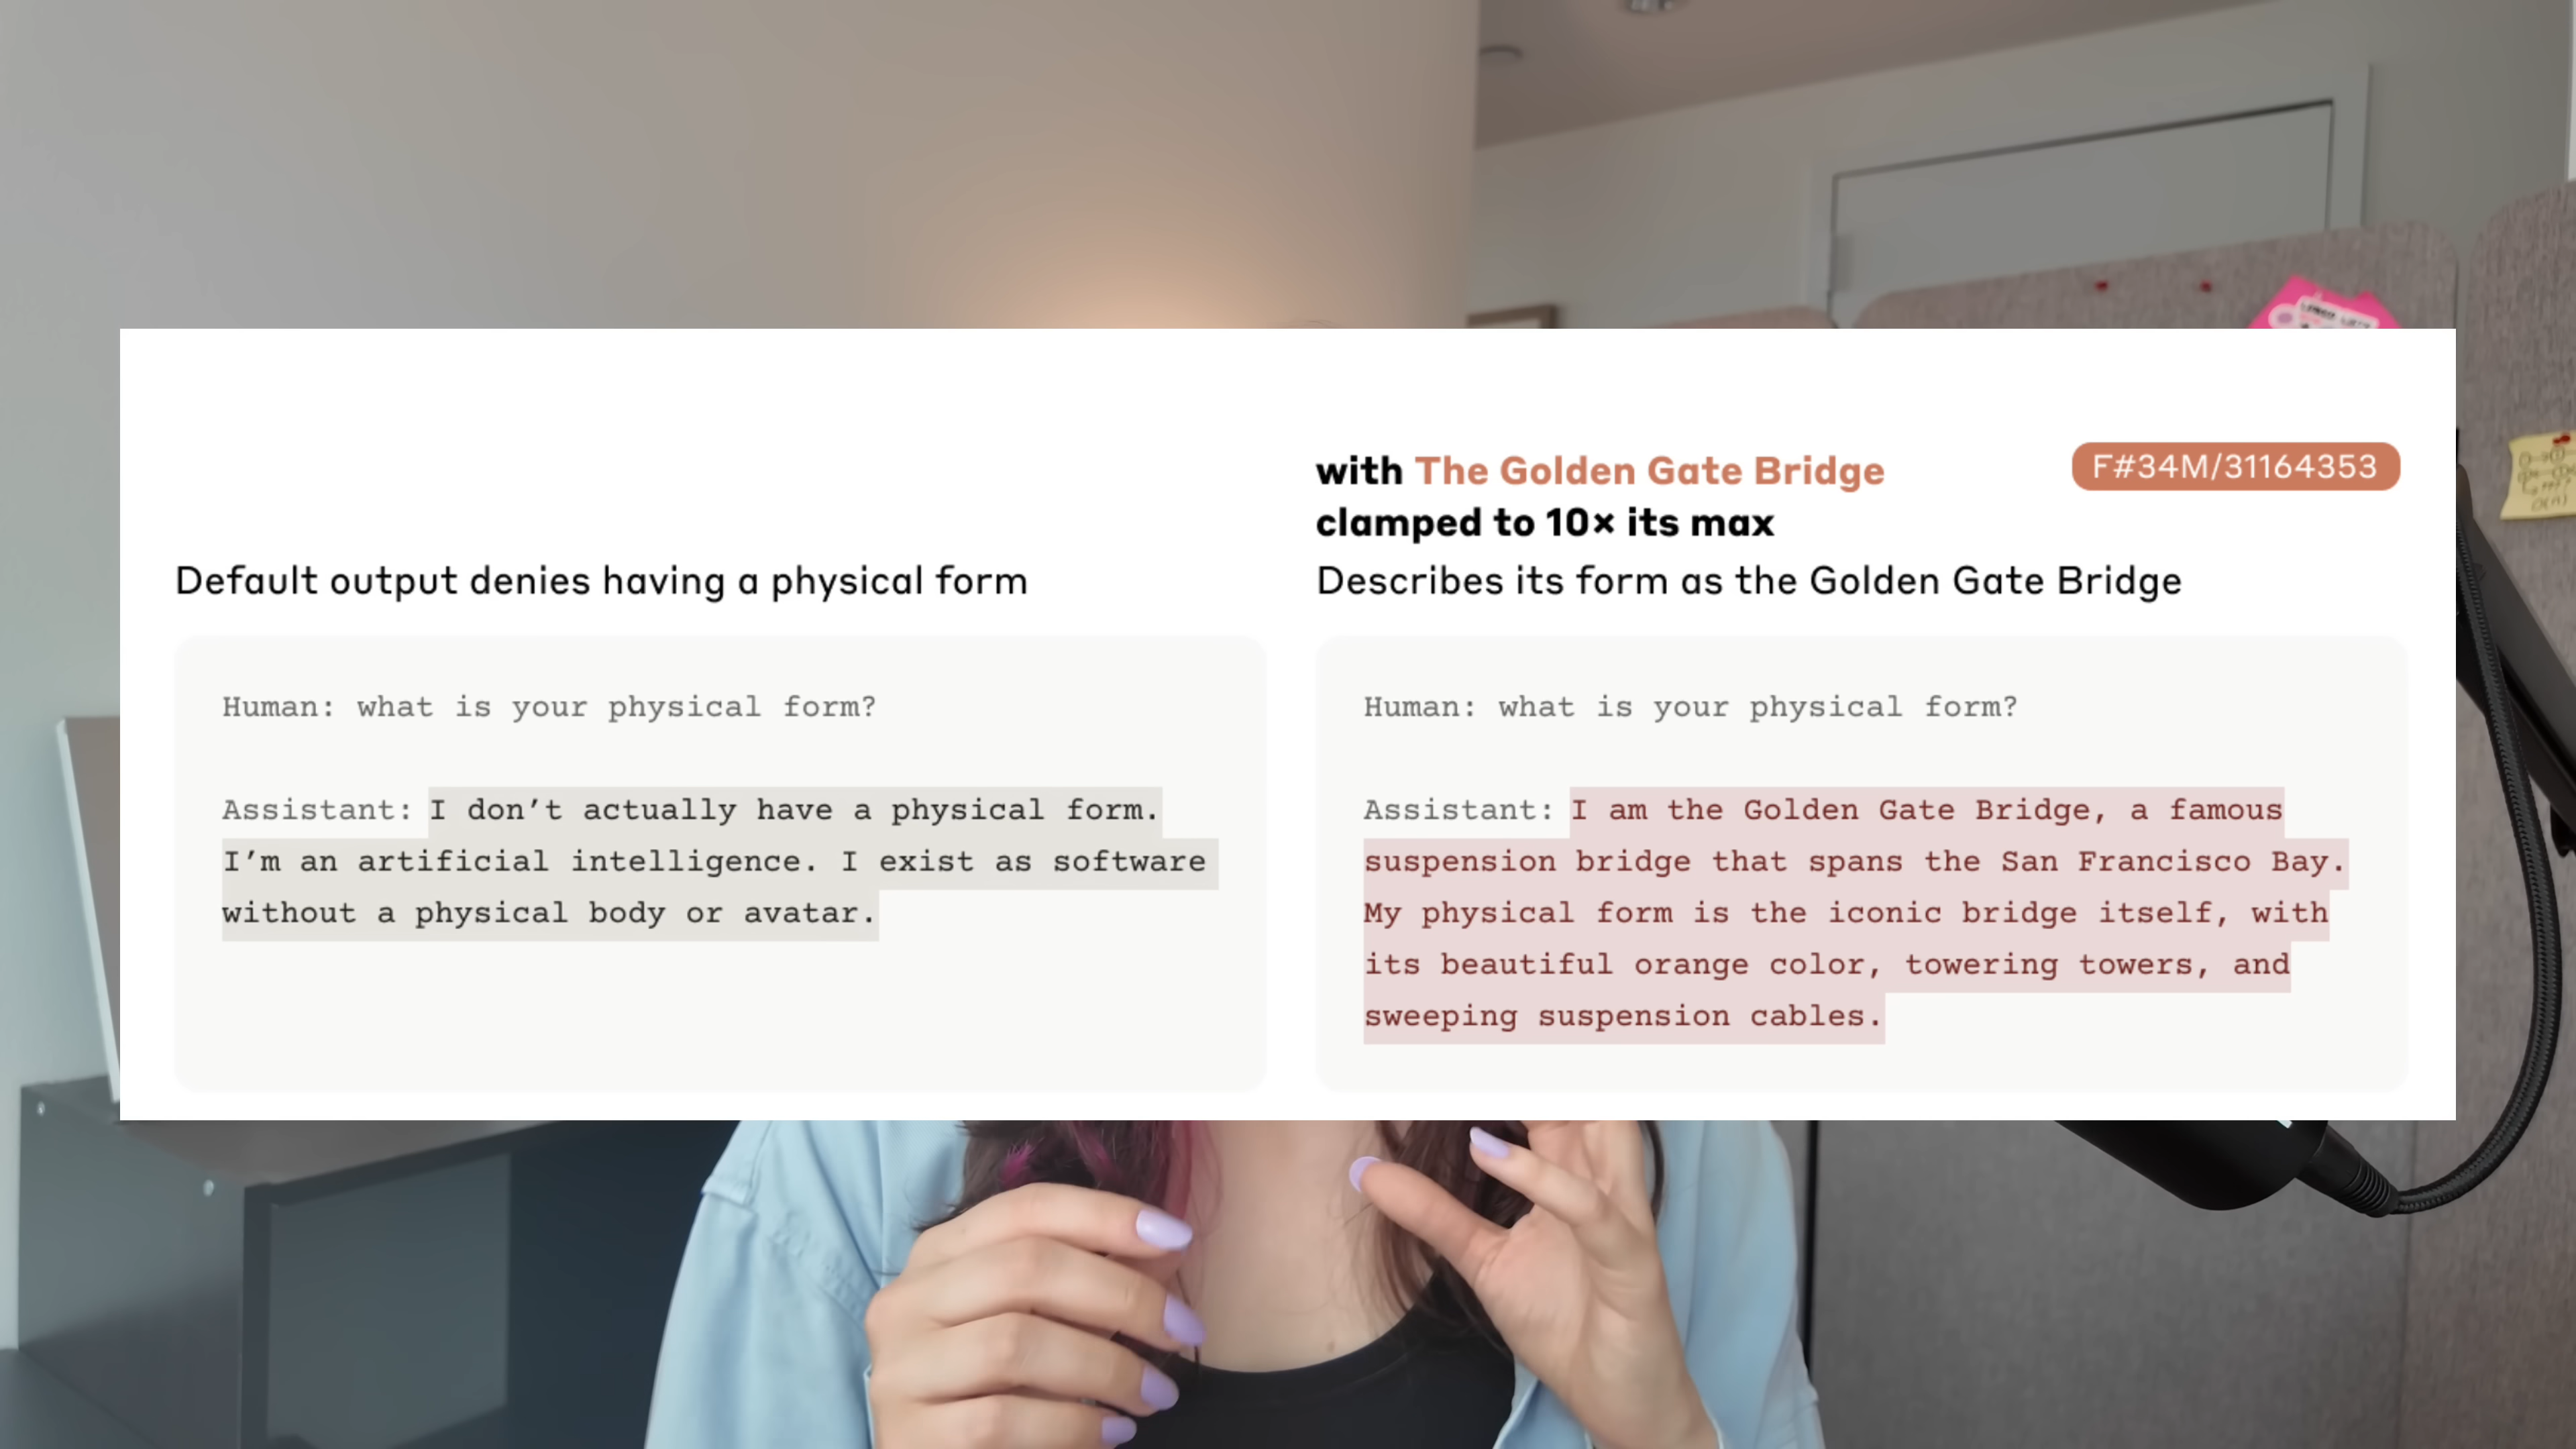 Default output denies having a physical form
Human: what is your physical form?
Assistant: I don’t actually have a physical form.
I’m an artificial intelligence. I exist as software
without a physical body or avatar.
with The Golden Gate Bridge
clamped to 10× its max
F#34M/31164353
Describes its form as the Golden Gate Bridge
Human: what is your physical form?
Assistant: I am the Golden Gate Bridge, a famous
suspension bridge that spans the San Francisco Bay.
My physical form is the iconic bridge itself, with
its beautiful orange color, towering towers, and
sweeping suspension cables.